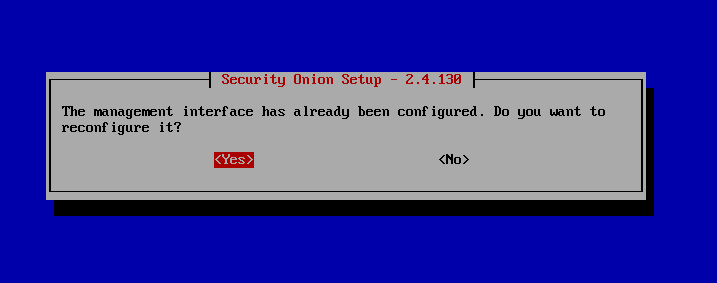 Security Onion Setup - 2.4.130
The management interface has already been configured. Do you want to
reconfigure it?
<Yes> <No>